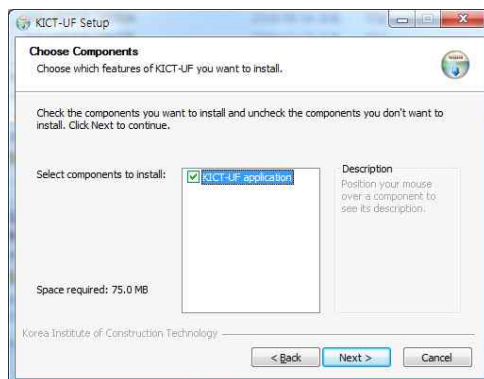 KICT-UF Setup
Choose Components
Choose which features of KICT-UF you want to install.
Check the components you want to install and uncheck the components you don't want to
install. Click Next to continue.
Select components to install:
KICT-UF application
Description
Position your mouse
over a component to
see its description.
Space required: 75.0 MB
Korea Institute of Construction Technology
< Back
Next >
Cancel